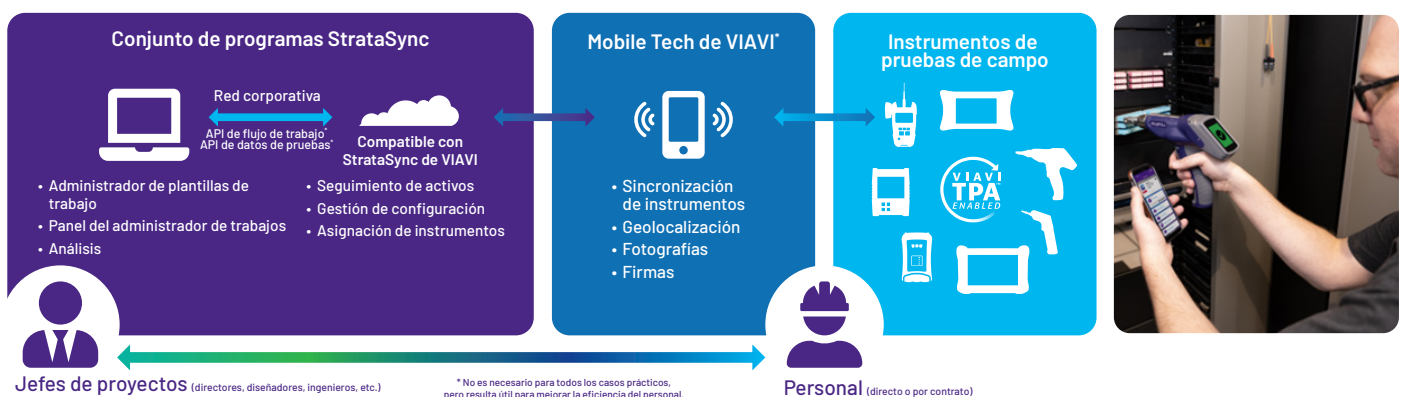 Conjunto de programas StrataSync
Red corporativa
API de flujo de trabajo*
API de datos de pruebas*
Compatible con
StrataSync de VIAVI
• Administrador de plantillas de
trabajo
• Panel del administrador de trabajos
• Análisis
• Seguimiento de activos
• Gestión de configuración
• Asignación de instrumentos
Mobile Tech de VIAVI*
• Sincronización
de instrumentos
• Geolocalización
• Fotografías
• Firmas
Instrumentos de
pruebas de campo
VIAVI
TPA
ENABLED
Jefes de proyectos (directores, diseñadores, ingenieros, etc.)
* No es necesario para todos los casos prácticos,
pero resulta útil para mejorar la eficiencia del personal.
Personal (directo o por contrato)